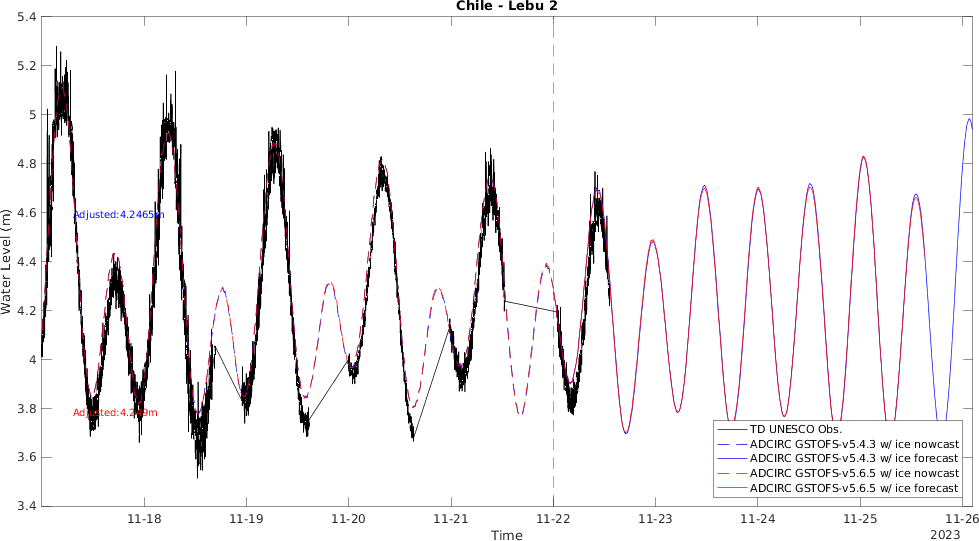 Chile - Lebu 2
5.4
5.2
5
4.8
4.6
4.4
4.2
4
3.8
3.6
3.4
Water Level (m)
Adjusted:4.2465m
TD UNESCO Obs.
ADCIRC GSTOFS-v5.4.3 w/ ice nowcast
ADCIRC GSTOFS-v5.4.3 w/ ice forecast
ADCIRC GSTOFS-v5.6.5 w/ ice nowcast
ADCIRC GSTOFS-v5.6.5 w/ ice forecast
11-18
11-19
11-20
11-21
11-22
11-23
11-24
11-25
11-26
Time
2023